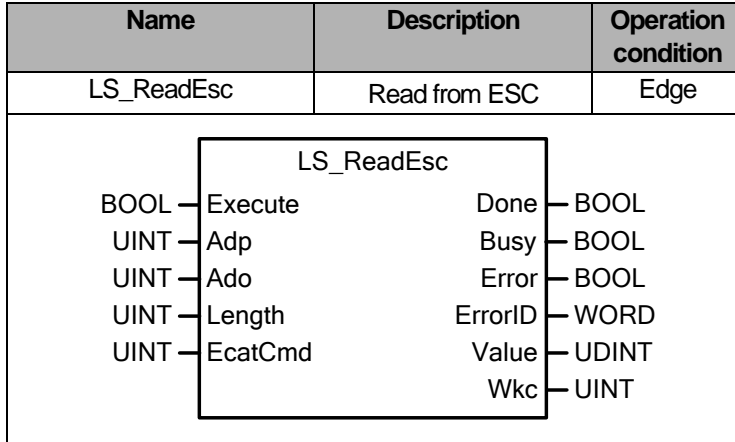 Name Description Operation condition
LS_ReadEsc Read from ESC Edge
LS_ReadEsc
BOOL Execute Done BOOL
UINT Adp Busy BOOL
UINT Ado Error BOOL
UINT Length ErrorID WORD
UINT EcatCmd Value UDINT
Wkc UINT